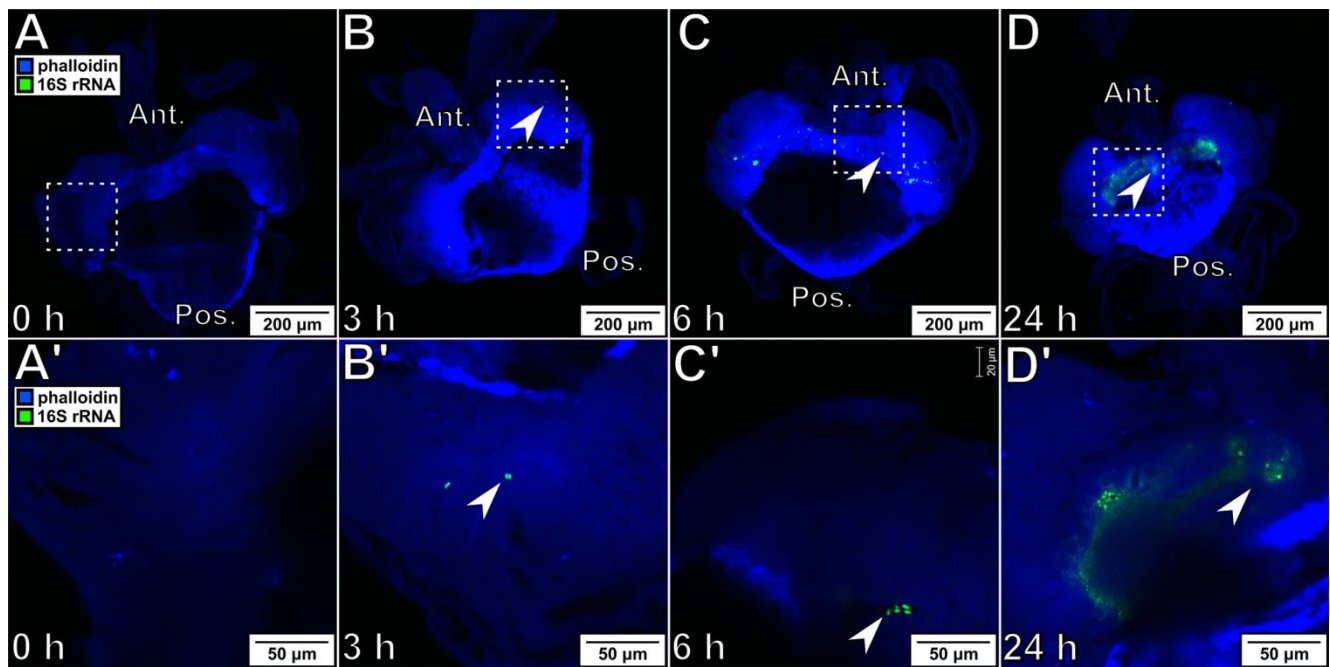 A
phalloidin
16S rRNA
Ant.
Pos.
0 h
200 µm
B
Ant.
Pos.
3 h
200 µm
C
Ant.
Pos.
6 h
200 µm
D
Ant.
Pos.
24 h
200 µm
A'
phalloidin
16S rRNA
0 h
50 µm
B'
3 h
50 µm
C'
20 µm
6 h
50 µm
D'
24 h
50 µm